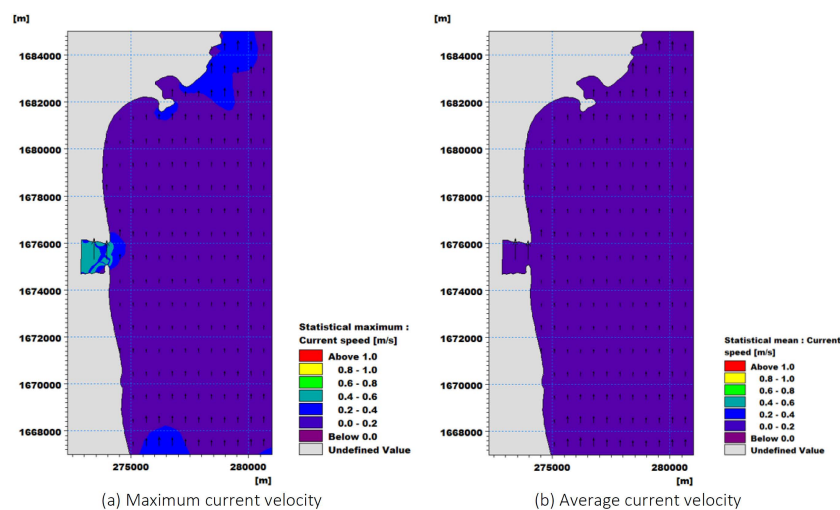 [m]
1684000
1682000
1680000
1678000
1676000
1674000
1672000
1670000
1668000
275000
280000
[m]
Statistical maximum :
Current speed [m/s]
Above 1.0
0.8 - 1.0
0.6 - 0.8
0.4 - 0.6
0.2 - 0.4
0.0 - 0.2
Below 0.0
Undefined Value
(a) Maximum current velocity
[m]
1684000
1682000
1680000
1678000
1676000
1674000
1672000
1670000
1668000
275000
280000
[m]
Statistical mean : Current
speed [m/s]
Above 1.0
0.8 - 1.0
0.6 - 0.8
0.4 - 0.6
0.2 - 0.4
0.0 - 0.2
Below 0.0
Undefined Value
(b) Average current velocity